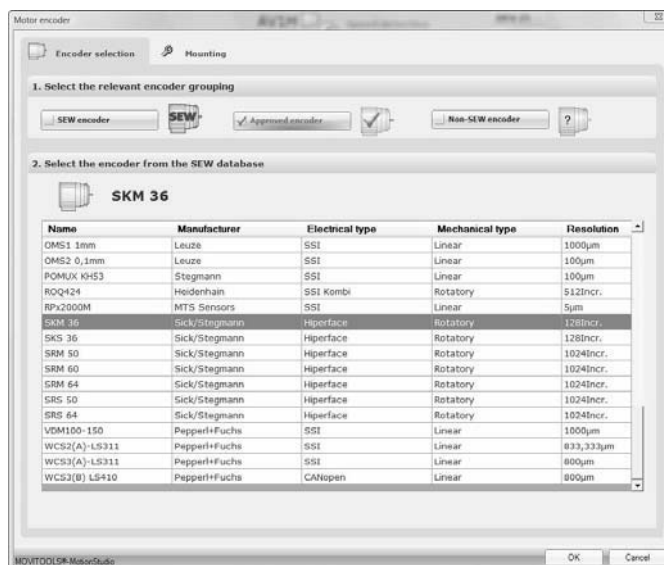 Motor encoder
Encoder selection Mounting
1. Select the relevant encoder grouping
SEW encoder SEW Approved encoder Non-SEW encoder ?
2. Select the encoder from the SEW database
SKM 36
Name Manufacturer Electrical type Mechanical type Resolution
OMS1 1mm Leuze SSI Linear 1000µm
OMS2 0,1mm Leuze SSI Linear 100µm
POMUX KH53 Stegmann SSI Linear 100µm
ROQ424 Heidenhain SSI Kombi Rotatory 512Incr.
RPx2000M MTS Sensors SSI Linear 5µm
SKM 36 Sick/Stegmann Hiperface Rotatory 128Incr.
SKS 36 Sick/Stegmann Hiperface Rotatory 128Incr.
SRM 50 Sick/Stegmann Hiperface Rotatory 1024Incr.
SRM 60 Sick/Stegmann Hiperface Rotatory 1024Incr.
SRM 64 Sick/Stegmann Hiperface Rotatory 1024Incr.
SRS 50 Sick/Stegmann Hiperface Rotatory 1024Incr.
SRS 64 Sick/Stegmann Hiperface Rotatory 1024Incr.
VDM100-150 Pepperl+Fuchs SSI Linear 1000µm
WCS2(A)-LS311 Pepperl+Fuchs SSI Linear 833,333µm
WCS3(A)-LS311 Pepperl+Fuchs SSI Linear 800µm
WCS3(B) LS410 Pepperl+Fuchs CANopen Linear 800µm
MOVITOOLS®-MotionStudio OK Cancel